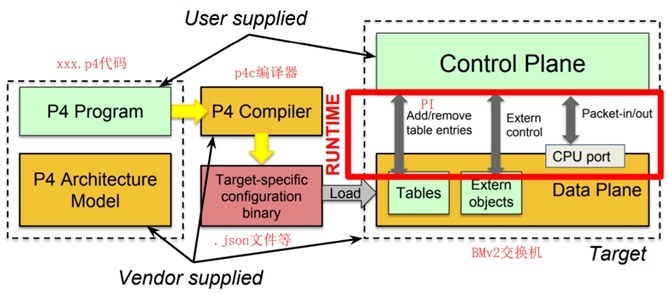 User supplied
xxx.p4代码
p4c编译器
P4 Program
P4 Compiler
P4 Architecture
Model
Target-specific
configuration
binary
.json文件等
Vendor supplied
Load
RUNTIME
Control Plane
PI
Add/remove
table entries
Extern
control
Packet-in/out
CPU port
Tables
Extern
objects
Data Plane
BMv2交换机
Target